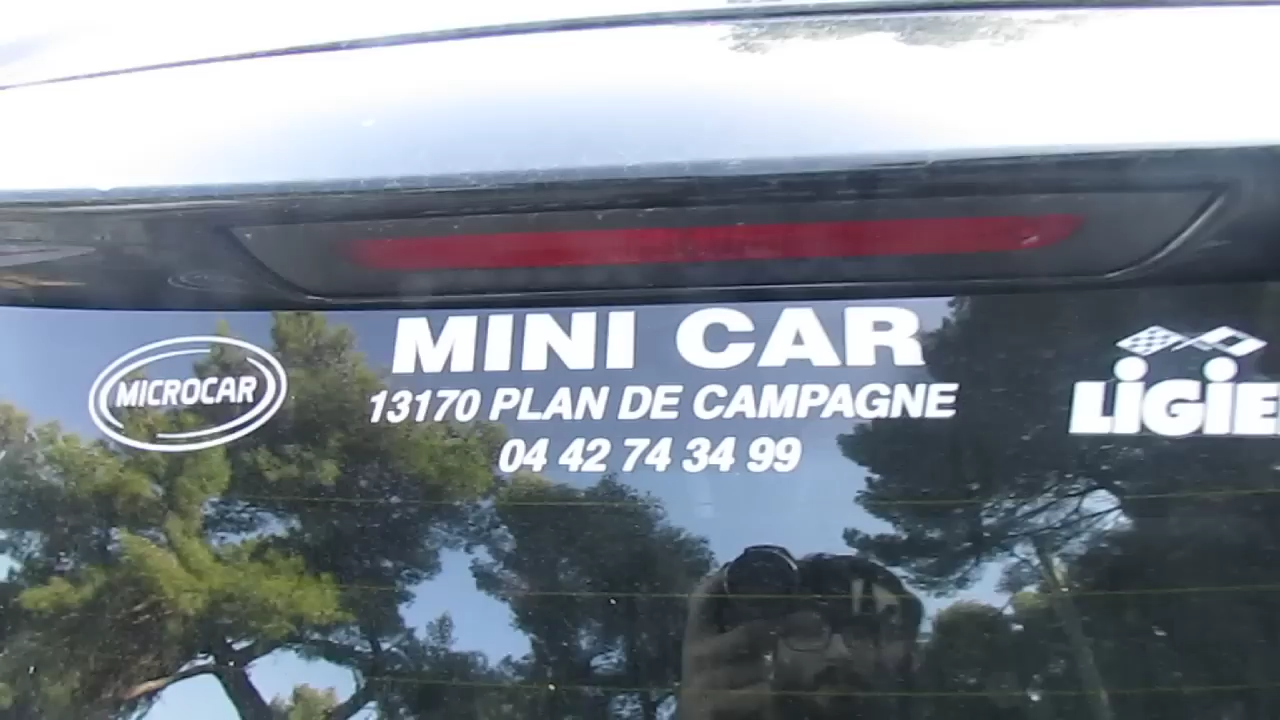 MINI CAR
MICROCAR
13170 PLAN DE CAMPAGNE
LIGIE
04 42 74 34 99